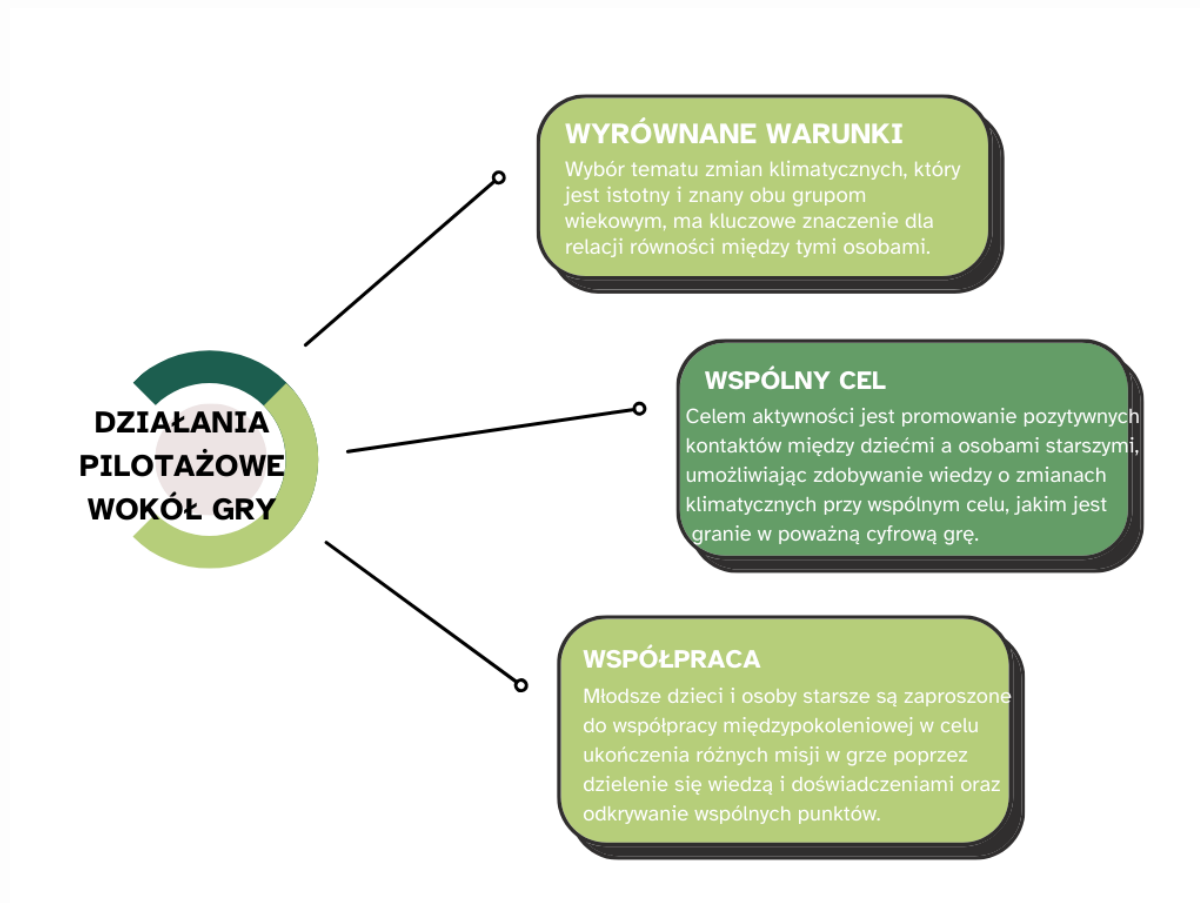 DZIAŁANIA
PILOTAŻOWE
WOKÓŁ GRY
WYRÓWNANE WARUNKI
Wybór tematu zmian klimatycznych, który
jest istotny i znany obu grupom
wiekowym, ma kluczowe znaczenie dla
relacji równości między tymi osobami.
WSPÓLNY CEL
Celem aktywności jest promowanie pozytywnych
kontaktów między dziećmi a osobami starszymi,
umożliwiając zdobywanie wiedzy o zmianach
klimatycznych przy wspólnym celu, jakim jest
granie w poważną cyfrową grę.
WSPÓŁPRACA
Młodsze dzieci i osoby starsze są zaproszone
do współpracy międzypokoleniowej w celu
ukończenia różnych misji w grze poprzez
dzielenie się wiedzą i doświadczeniami oraz
odkrywanie wspólnych punktów.